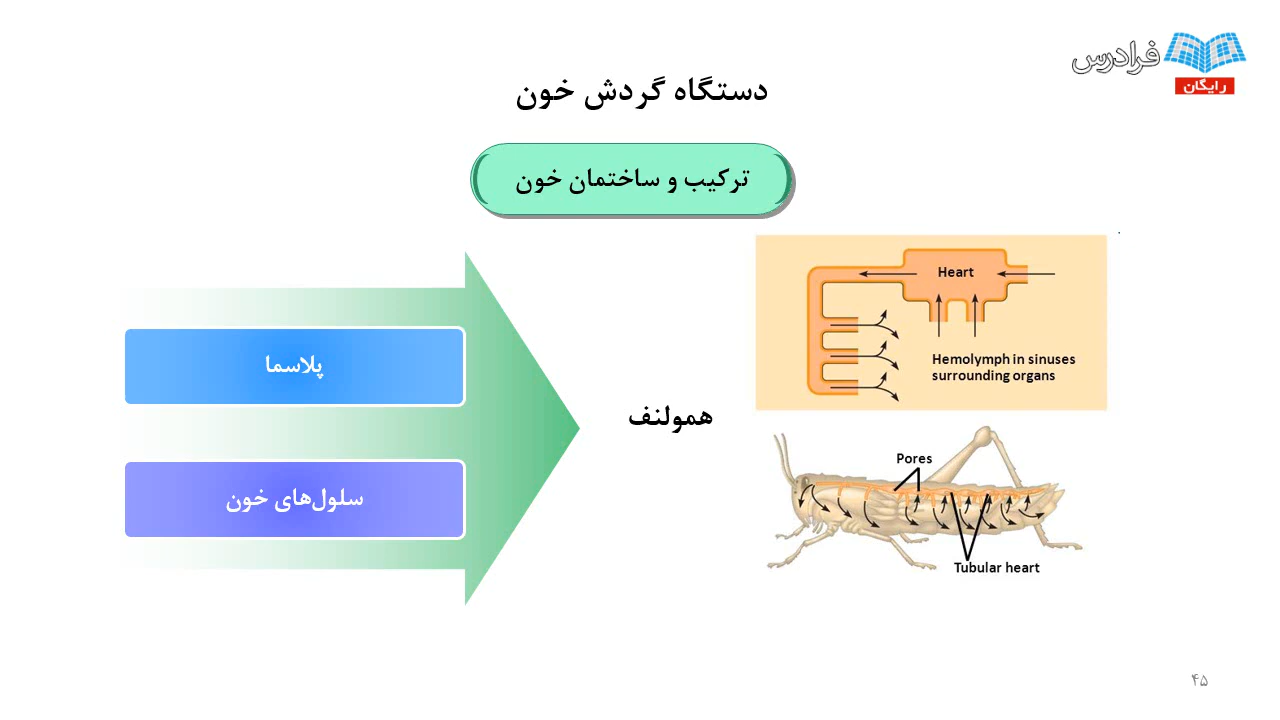 فرادرس
رایگان
دستگاه گردش خون
ترکیب و ساختمان خون
پلاسما
سلول‌های خون
همولنف
Heart
Hemolymph in sinuses
surrounding organs
Pores
Tubular heart
۴۵